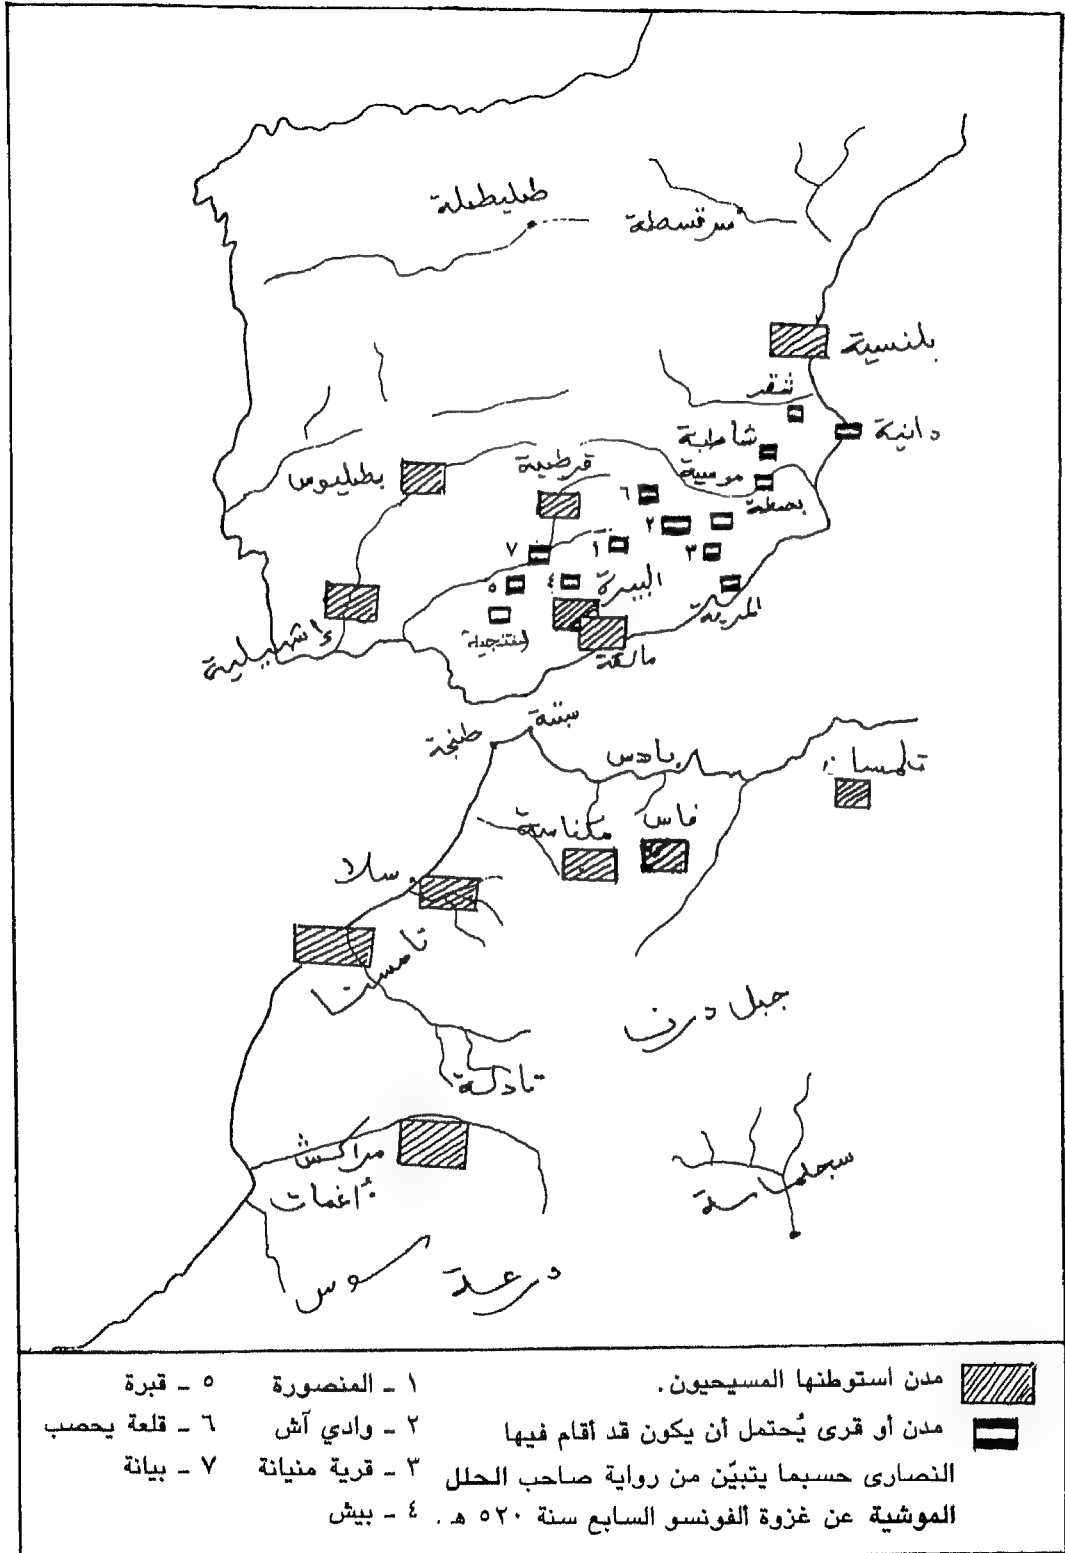 طليطلة
سرقسطة
بلنسية
شقر
دانية
شاطبة
مرسية
قرطبة
بطليوس
٦
بسطة
٢
٧
١
٣
البيرة
٤
٥
المرية
إشبيلية
مالقة
سبتة
طنجة
بادس
تلمسان
فاس
مكناسة
سلا
تامسنا
جبل درن
تادلة
مراكش
أغمات
سجلماسة
درعة
سوس
مدن استوطنها المسيحيون.
مدن أو قرى يُحتمل أن يكون قد أقام فيها
النصارى حسبما يتبيّن من رواية صاحب الحلل
الموشية عن غزوة الفونسو السابع سنة ٥٢٠ هـ.
١ ـ المنصورة
٢ ـ وادي آش
٣ ـ قرية منيانة
٤ ـ بيش
٥ ـ قبرة
٦ ـ قلعة يحصب
٧ ـ بيانة